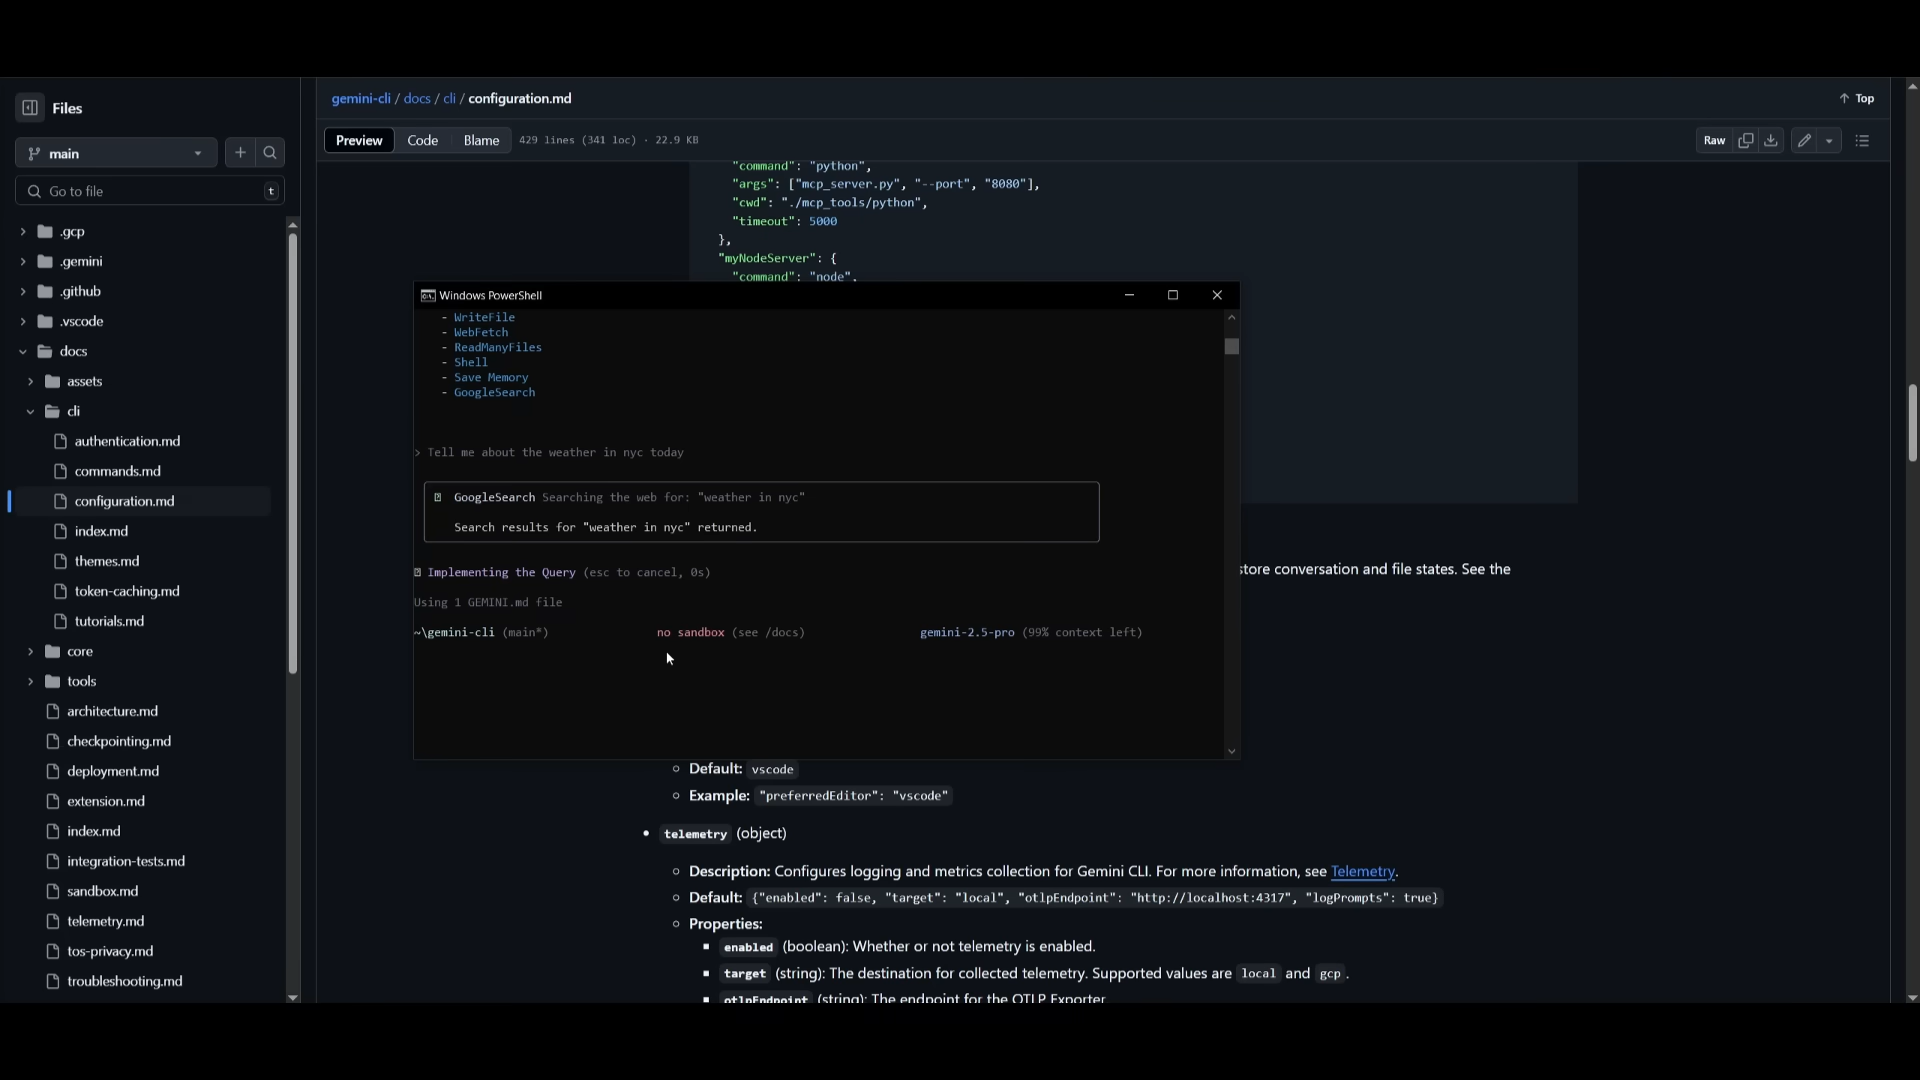 Files
main
Go to file
t
.gcp
.gemini
.github
.vscode
docs
assets
cli
authentication.md
commands.md
configuration.md
index.md
themes.md
token-caching.md
tutorials.md
core
tools
architecture.md
checkpointing.md
deployment.md
extension.md
index.md
integration-tests.md
sandbox.md
telemetry.md
tos-privacy.md
troubleshooting.md
gemini-cli / docs / cli / configuration.md
Top
Preview Code Blame 429 lines (341 loc) · 22.9 KB
Raw
"command": "python",
"args": ["mcp_server.py", "--port", "8080"],
"cwd": "./mcp_tools/python",
"timeout": 5000
},
"myNodeServer": {
"command": "node",
Windows PowerShell
- WriteFile
- WebFetch
- ReadManyFiles
- Shell
- Save Memory
- GoogleSearch
> Tell me about the weather in nyc today
GoogleSearch Searching the web for: "weather in nyc"
Search results for "weather in nyc" returned.
Implementing the Query (esc to cancel, 0s)
Using 1 GEMINI.md file
~\gemini-cli (main*) no sandbox (see /docs) gemini-2.5-pro (99% context left)
store conversation and file states. See the
Default: vscode
Example: "preferredEditor": "vscode"
• telemetry (object)
Description: Configures logging and metrics collection for Gemini CLI. For more information, see Telemetry.
Default: {"enabled": false, "target": "local", "otlpEndpoint": "http://localhost:4317", "logPrompts": true}
Properties:
enabled (boolean): Whether or not telemetry is enabled.
target (string): The destination for collected telemetry. Supported values are local and gcp.
otlpEndpoint (string): The endpoint for the OTLP Exporter